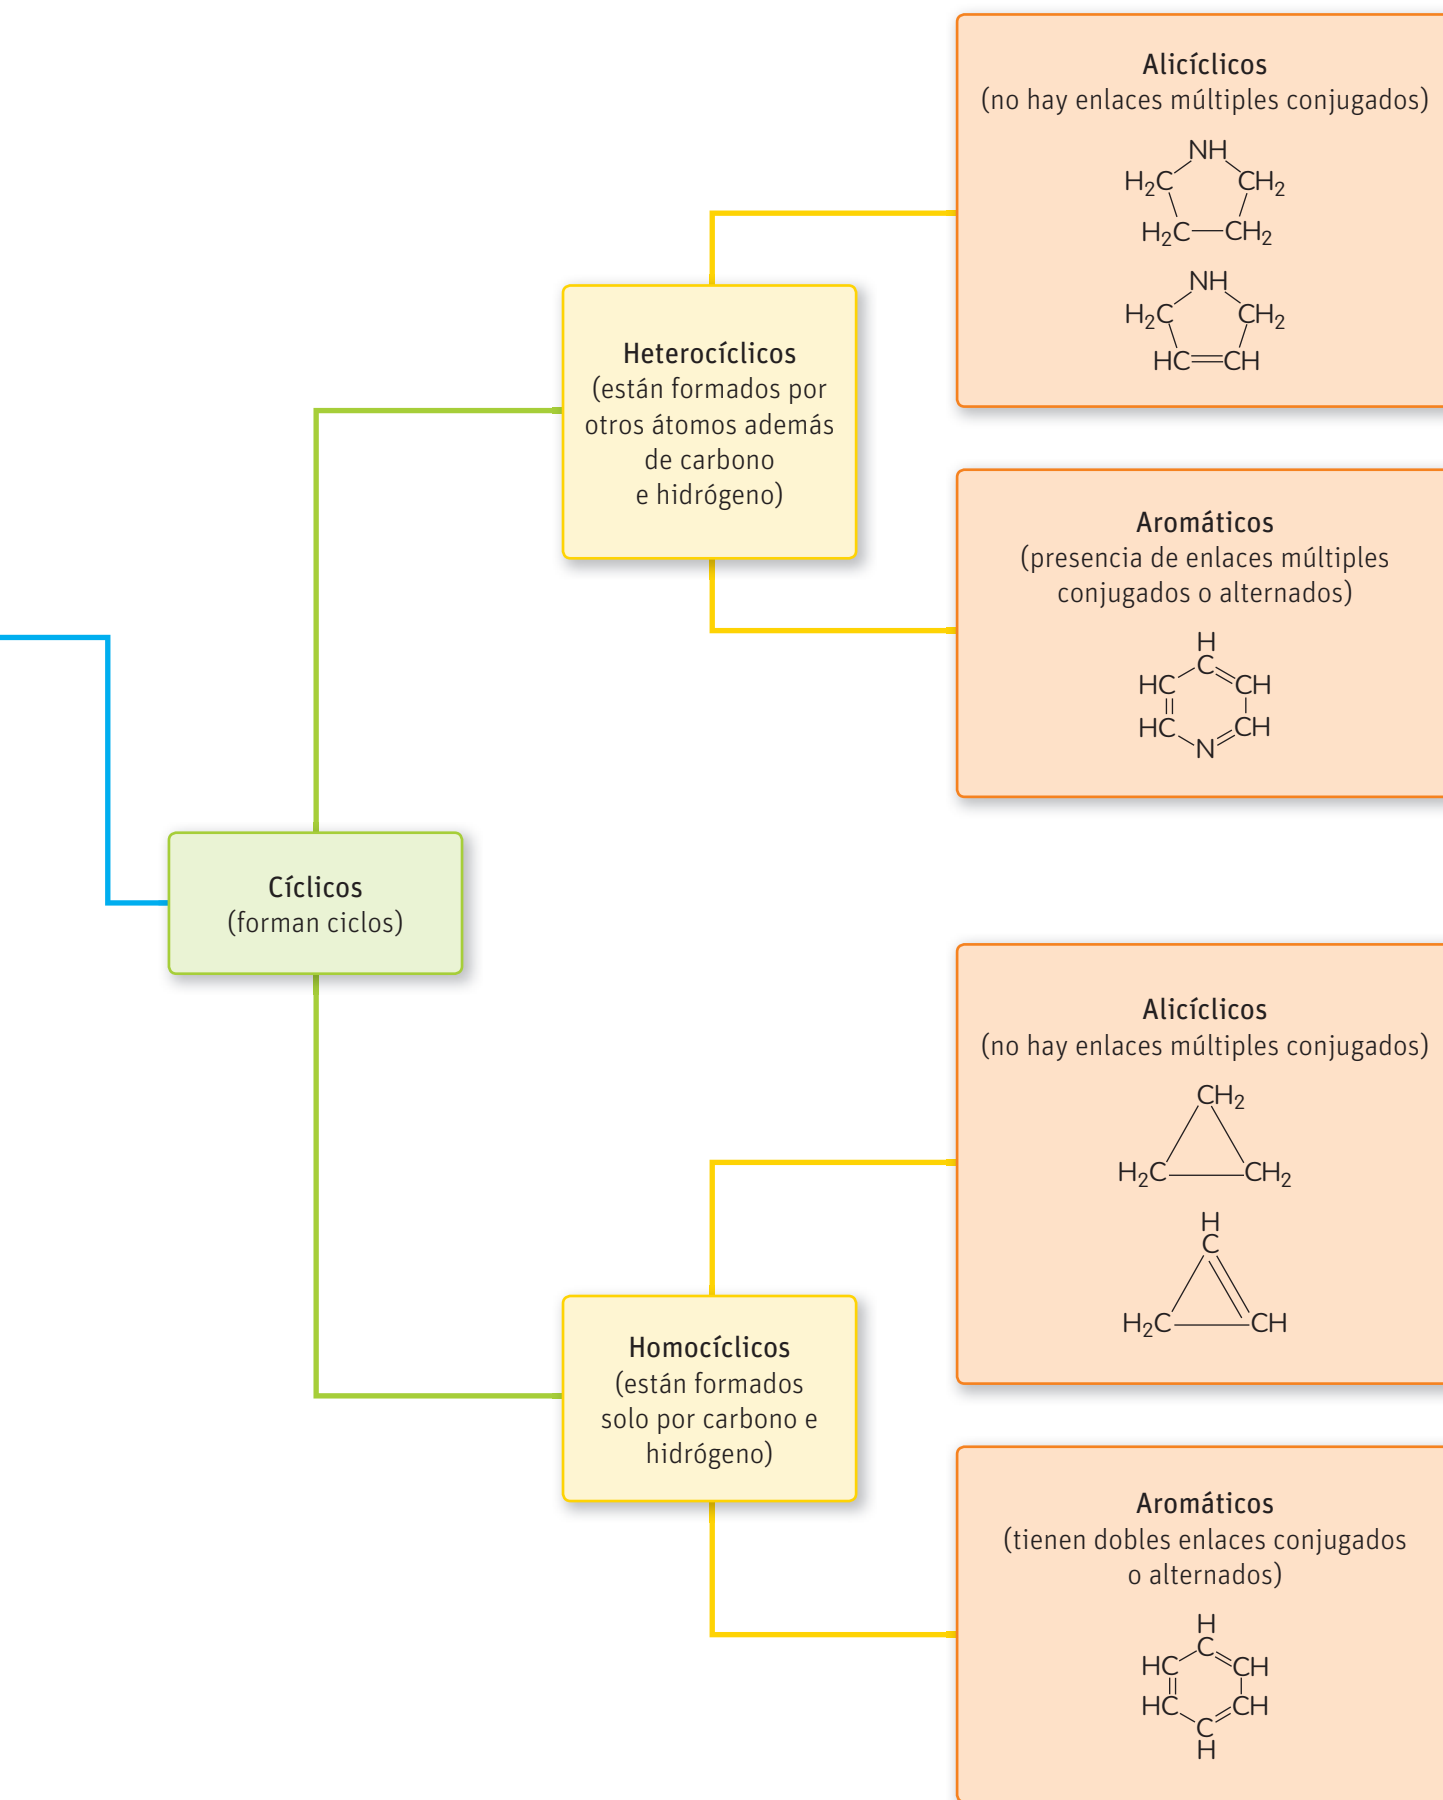 Alicíclicos
(no hay enlaces múltiples conjugados)
NH
H₂C CH₂
H₂C CH₂
NH
H₂C CH₂
HC CH
Heterocíclicos
(están formados por
otros átomos además
de carbono
e hidrógeno)
Aromáticos
(presencia de enlaces múltiples
conjugados o alternados)
H
C
HC CH
HC CH
N
Cíclicos
(forman ciclos)
Alicíclicos
(no hay enlaces múltiples conjugados)
CH₂
H₂C CH₂
H
C
H₂C CH
Homocíclicos
(están formados
solo por carbono e
hidrógeno)
Aromáticos
(tienen dobles enlaces conjugados
o alternados)
H
C
HC CH
HC CH
C
H